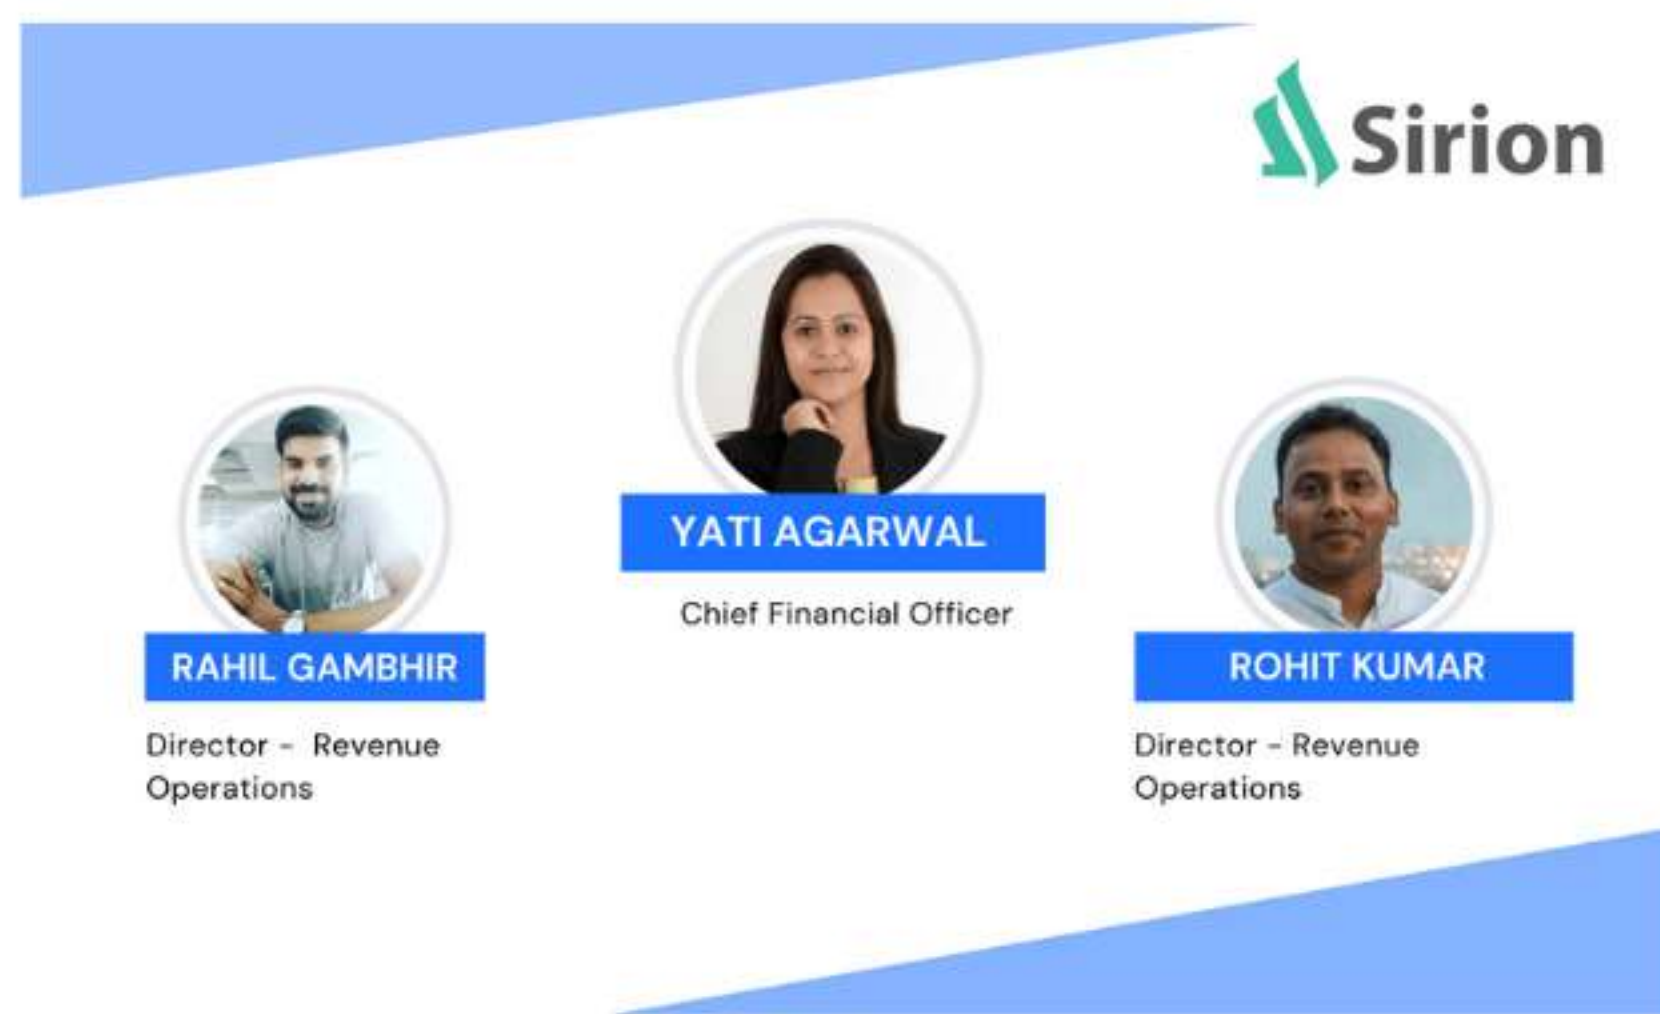 Sirion
YATI AGARWAL
Chief Financial Officer
RAHIL GAMBHIR
Director - Revenue
Operations
ROHIT KUMAR
Director - Revenue
Operations